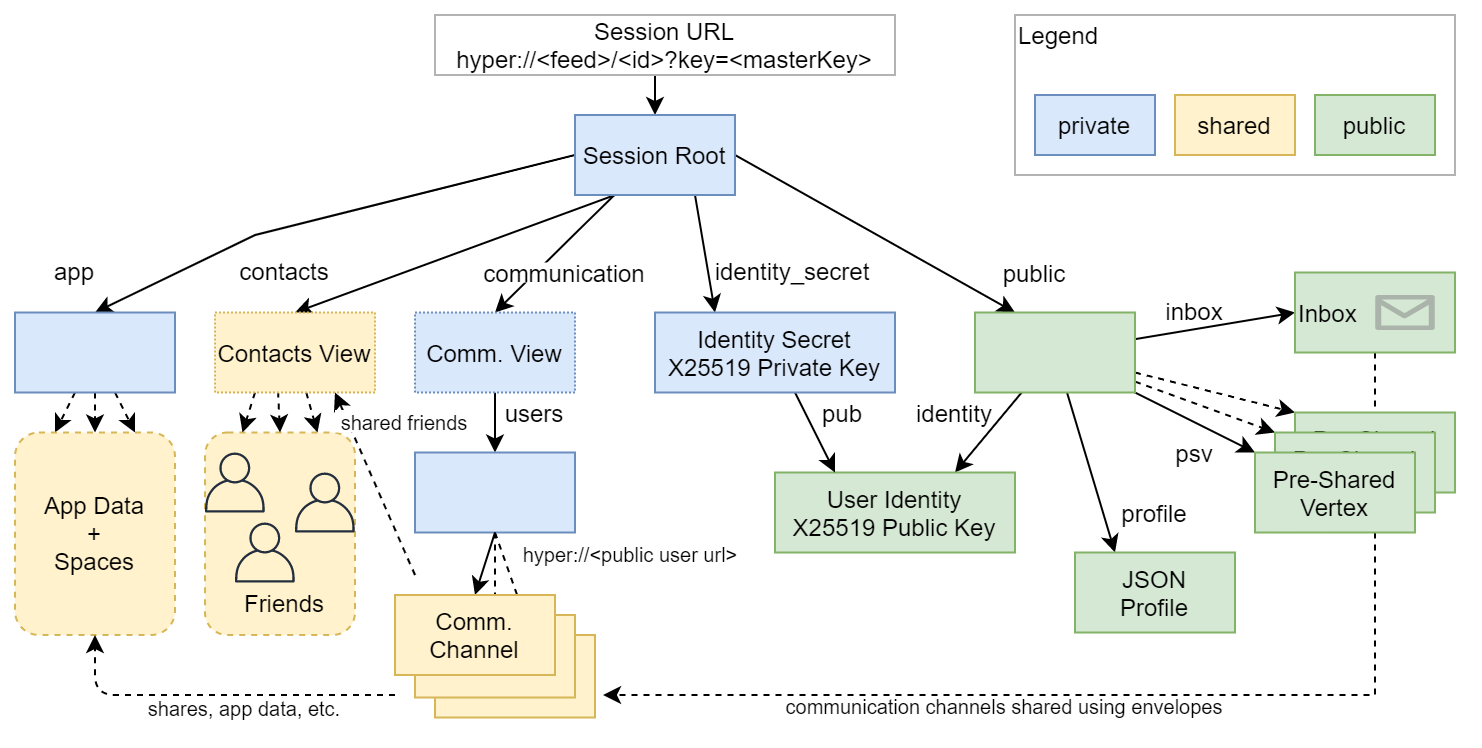 Session URL
hyper://<feed>/<id>?key=<masterKey>
Legend
private
shared
public
Session Root
app
contacts
communication
identity_secret
public
inbox
Inbox
Contacts View
Comm. View
Identity Secret
X25519 Private Key
shared friends
users
pub
identity
psv
Pre-Shared
Vertex
App Data
+
Spaces
User Identity
X25519 Public Key
profile
hyper://<public user url>
JSON
Profile
Friends
Comm.
Channel
shares, app data, etc.
communication channels shared using envelopes